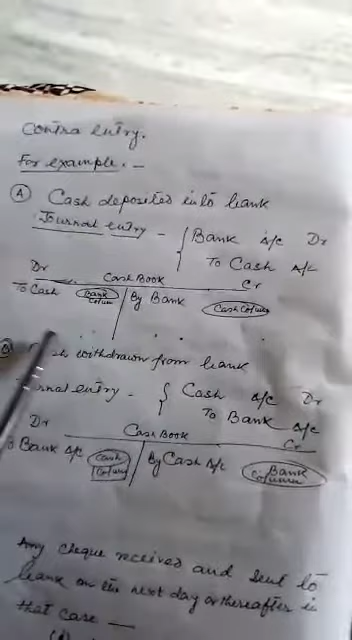 Contra entry.
For example. -
(A) Cash deposited into bank
Journal entry - { Bank a/c Dr
To Cash A/c
Dr Cash Book Cr
To Cash Bank Column By Bank Cash Column
withdrawn from bank
entry - { Cash a/c Dr
To Bank A/c
Dr Cash Book Cr
Bank A/c Cash Column By Cash A/c Bank Column
Any cheque received and sent to
bank on the next day or thereafter in
that case —